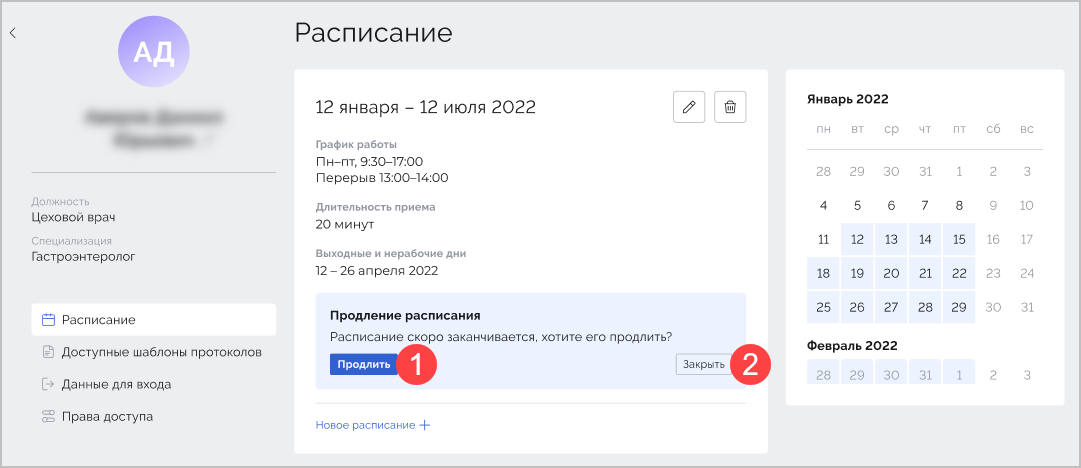 АД
Должность
Цеховой врач
Специализация
Гастроэнтеролог
Расписание
Доступные шаблоны протоколов
Данные для входа
Права доступа
Расписание
12 января – 12 июля 2022
График работы
Пн–пт, 9:30–17:00
Перерыв 13:00–14:00
Длительность приема
20 минут
Выходные и нерабочие дни
12 – 26 апреля 2022
Продление расписания
Расписание скоро заканчивается, хотите его продлить?
Продлить 1 Закрыть 2
Новое расписание +
Январь 2022
пн вт ср чт пт сб вс
28 29 30 31 1 2 3
4 5 6 7 8 9 10
11 12 13 14 15 16 17
18 19 20 21 22 23 24
25 26 27 28 29 30 31
Февраль 2022
28 29 30 31 1 2 3